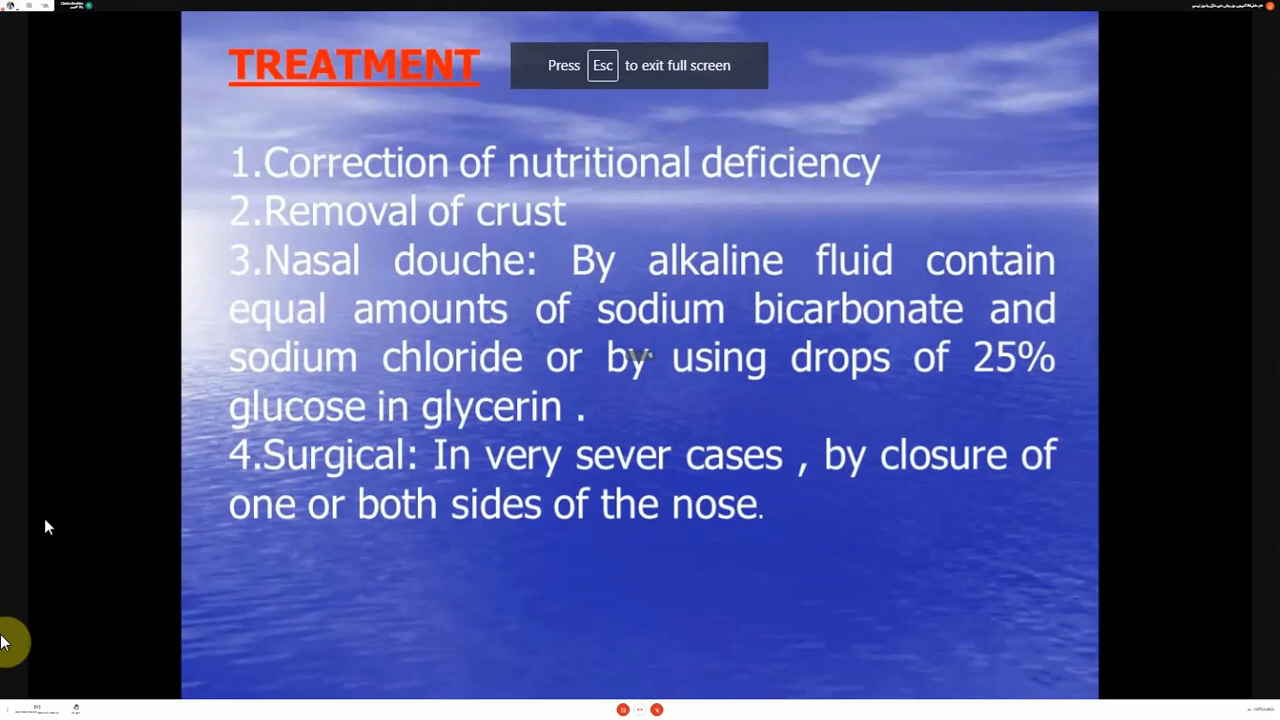 TREATMENT
Press Esc to exit full screen
1.Correction of nutritional deficiency
2.Removal of crust
3.Nasal douche: By alkaline fluid contain
equal amounts of sodium bicarbonate and
sodium chloride or by using drops of 25%
glucose in glycerin .
4.Surgical: In very sever cases , by closure of
one or both sides of the nose.